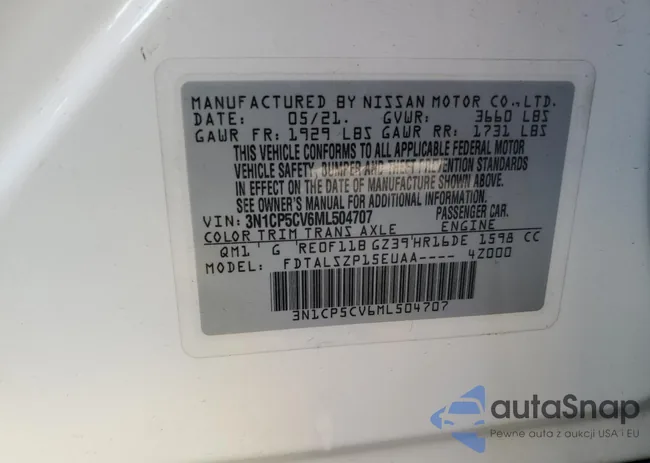 MANUFACTURED BY NISSAN MOTOR CO., LTD.
DATE: 05/21. GVWR: 3660 LBS
GAWR FR: 1929 LBS GAWR RR: 1731 LBS
THIS VEHICLE CONFORMS TO ALL APPLICABLE FEDERAL MOTOR
VEHICLE SAFETY, BUMPER AND THEFT PREVENTION STANDARDS
IN EFFECT ON THE DATE OF MANUFACTURE SHOWN ABOVE.
SEE OWNER'S MANUAL FOR ADDITIONAL INFORMATION.
VIN: 3N1CP5CV6ML504707 PASSENGER CAR.
COLOR TRIM TRANS AXLE ENGINE
QM1 G RE0F11B GZ39 HR16DE 1598 CC
MODEL: FDTALSZP15EUAA---- 4Z000
3N1CP5CV6ML504707
autaSnap
Pewne auta z aukcji USA i EU